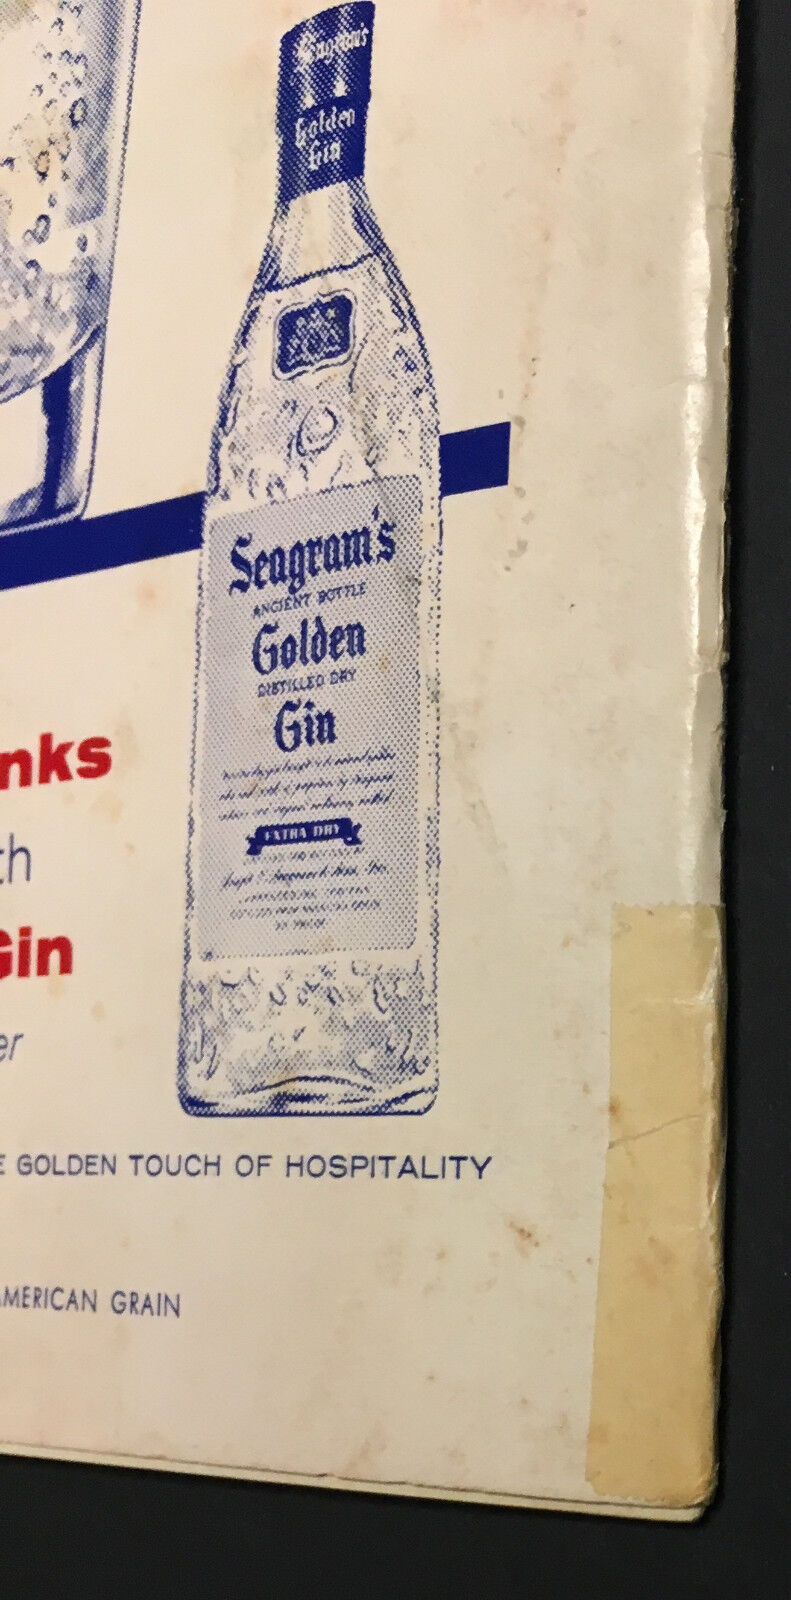 Seagram's
Golden
Gin
Seagram's
ANCIENT BOTTLE
Golden
DISTILLED DRY
Gin
EXTRA DRY
nks
th
Gin
er
E GOLDEN TOUCH OF HOSPITALITY
AMERICAN GRAIN